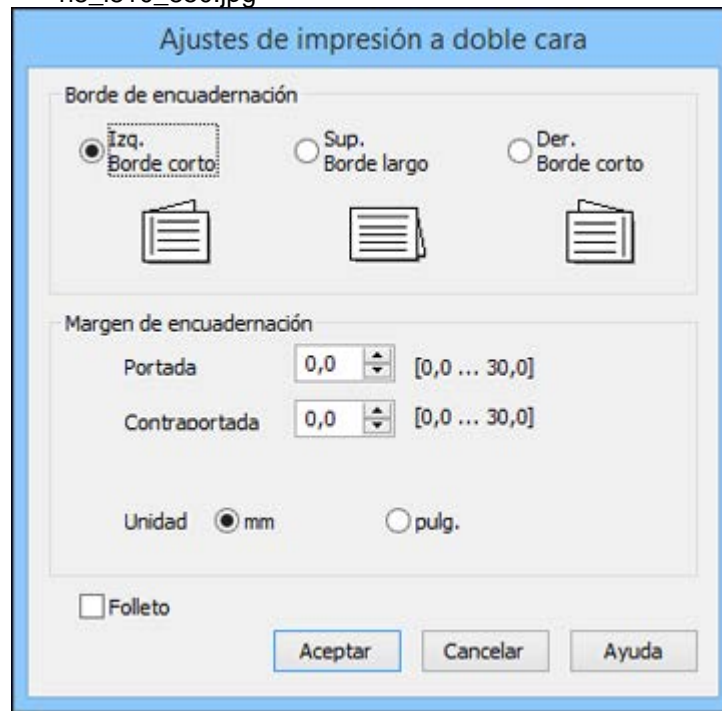 Ajustes de impresión a doble cara
Borde de encuadernación
Izq.
Borde corto
Sup.
Borde largo
Der.
Borde corto
Margen de encuadernación
Portada 0,0 [0,0 ... 30,0]
Contraportada 0,0 [0,0 ... 30,0]
Unidad mm pulg.
Folleto
Aceptar Cancelar Ayuda